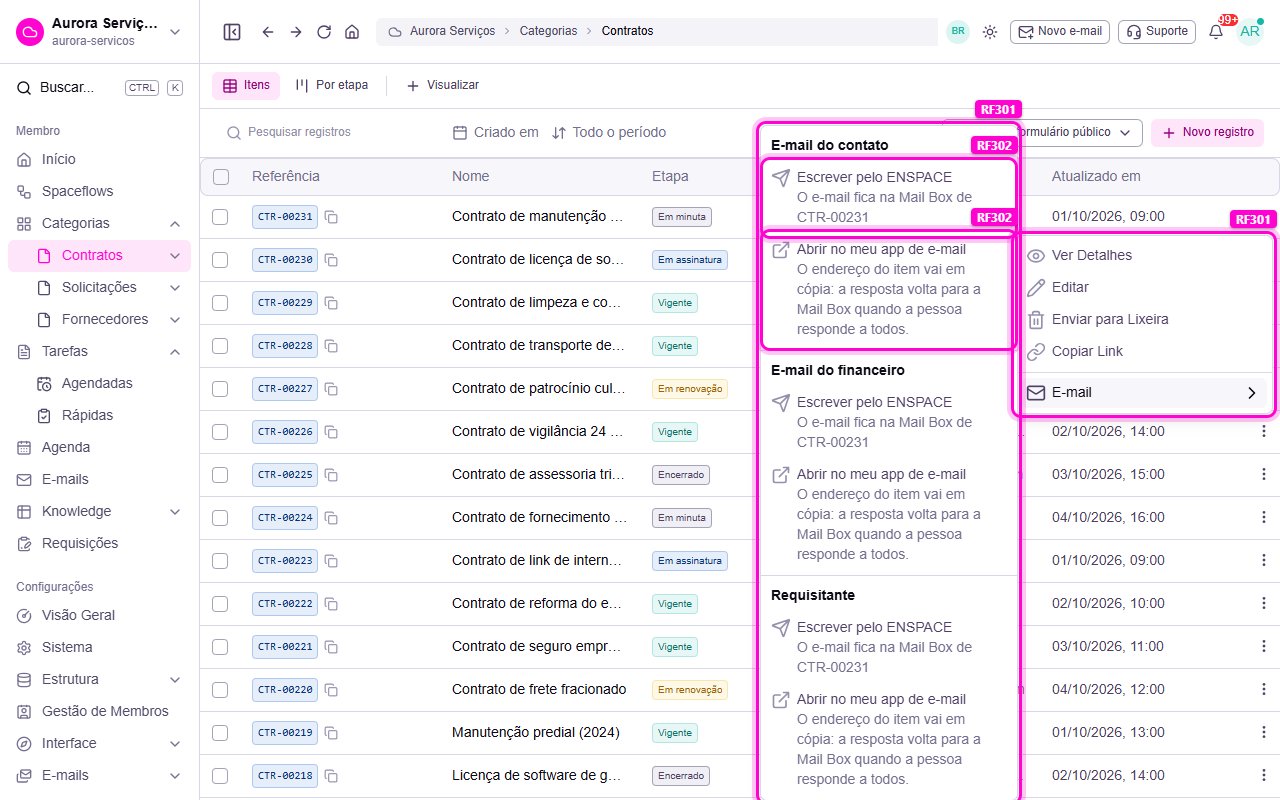 Aurora Serviç...
aurora-servicos
Aurora Serviços > Categorias > Contratos
BR
Novo e-mail
Suporte
99+
AR
Buscar...
CTRL
K
Membro
Início
Spaceflows
Categorias
Contratos
Solicitações
Fornecedores
Tarefas
Agendadas
Rápidas
Agenda
E-mails
Knowledge
Requisições
Configurações
Visão Geral
Sistema
Estrutura
Gestão de Membros
Interface
E-mails
Itens
Por etapa
Visualizar
Pesquisar registros
Criado em
Todo o período
ormulário público
Novo registro
Referência Nome Etapa Atualizado em
CTR-00231 Contrato de manutenção ... Em minuta 01/10/2026, 09:00
CTR-00230 Contrato de licença de so... Em assinatura
CTR-00229 Contrato de limpeza e co... Vigente
CTR-00228 Contrato de transporte de... Vigente
CTR-00227 Contrato de patrocínio cul... Em renovação
CTR-00226 Contrato de vigilância 24 ... Vigente 02/10/2026, 14:00
CTR-00225 Contrato de assessoria tri... Encerrado 03/10/2026, 15:00
CTR-00224 Contrato de fornecimento ... Em minuta 04/10/2026, 16:00
CTR-00223 Contrato de link de intern... Em assinatura 01/10/2026, 09:00
CTR-00222 Contrato de reforma do e... Vigente 02/10/2026, 10:00
CTR-00221 Contrato de seguro empr... Vigente 03/10/2026, 11:00
CTR-00220 Contrato de frete fracionado Em renovação 04/10/2026, 12:00
CTR-00219 Manutenção predial (2024) Vigente 01/10/2026, 13:00
CTR-00218 Licença de software de g... Encerrado 02/10/2026, 14:00
RF301
E-mail do contato
RF302
Escrever pelo ENSPACE
O e-mail fica na Mail Box de
CTR-00231
RF302
Abrir no meu app de e-mail
O endereço do item vai em
cópia: a resposta volta para a
Mail Box quando a pessoa
responde a todos.
E-mail do financeiro
Escrever pelo ENSPACE
O e-mail fica na Mail Box de
CTR-00231
Abrir no meu app de e-mail
O endereço do item vai em
cópia: a resposta volta para a
Mail Box quando a pessoa
responde a todos.
Requisitante
Escrever pelo ENSPACE
O e-mail fica na Mail Box de
CTR-00231
Abrir no meu app de e-mail
O endereço do item vai em
cópia: a resposta volta para a
Mail Box quando a pessoa
responde a todos.
RF301
Ver Detalhes
Editar
Enviar para Lixeira
Copiar Link
E-mail